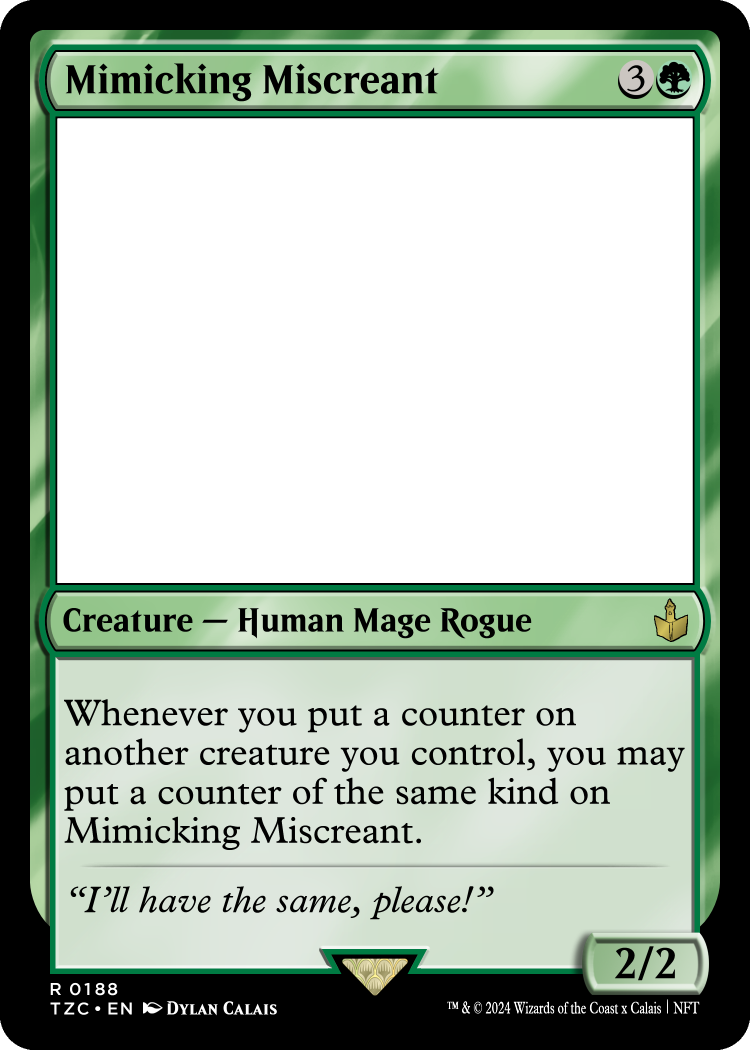 Mimicking Miscreant 3
Creature — Human Mage Rogue
Whenever you put a counter on
another creature you control, you may
put a counter of the same kind on
Mimicking Miscreant.
“I’ll have the same, please!”
2/2
R 0188
TZC • EN DYLAN CALAIS
™ & © 2024 Wizards of the Coast x Calais | NFT